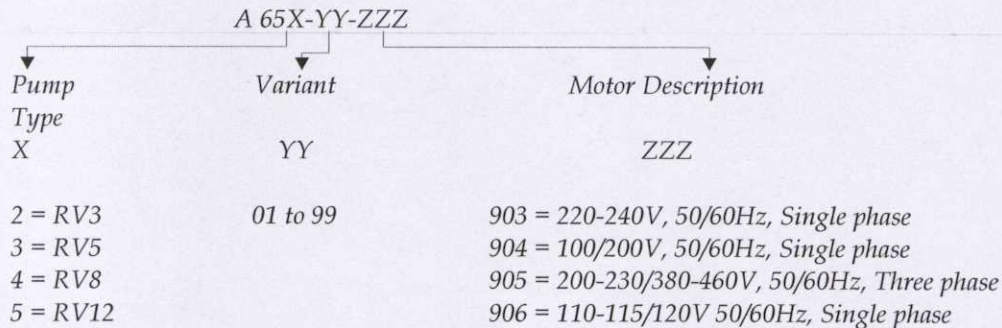 A 65X-YY-ZZZ
Pump Variant Motor Description
Type
X YY ZZZ
2 = RV3 01 to 99 903 = 220-240V, 50/60Hz, Single phase
3 = RV5 904 = 100/200V, 50/60Hz, Single phase
4 = RV8 905 = 200-230/380-460V, 50/60Hz, Three phase
5 = RV12 906 = 110-115/120V 50/60Hz, Single phase